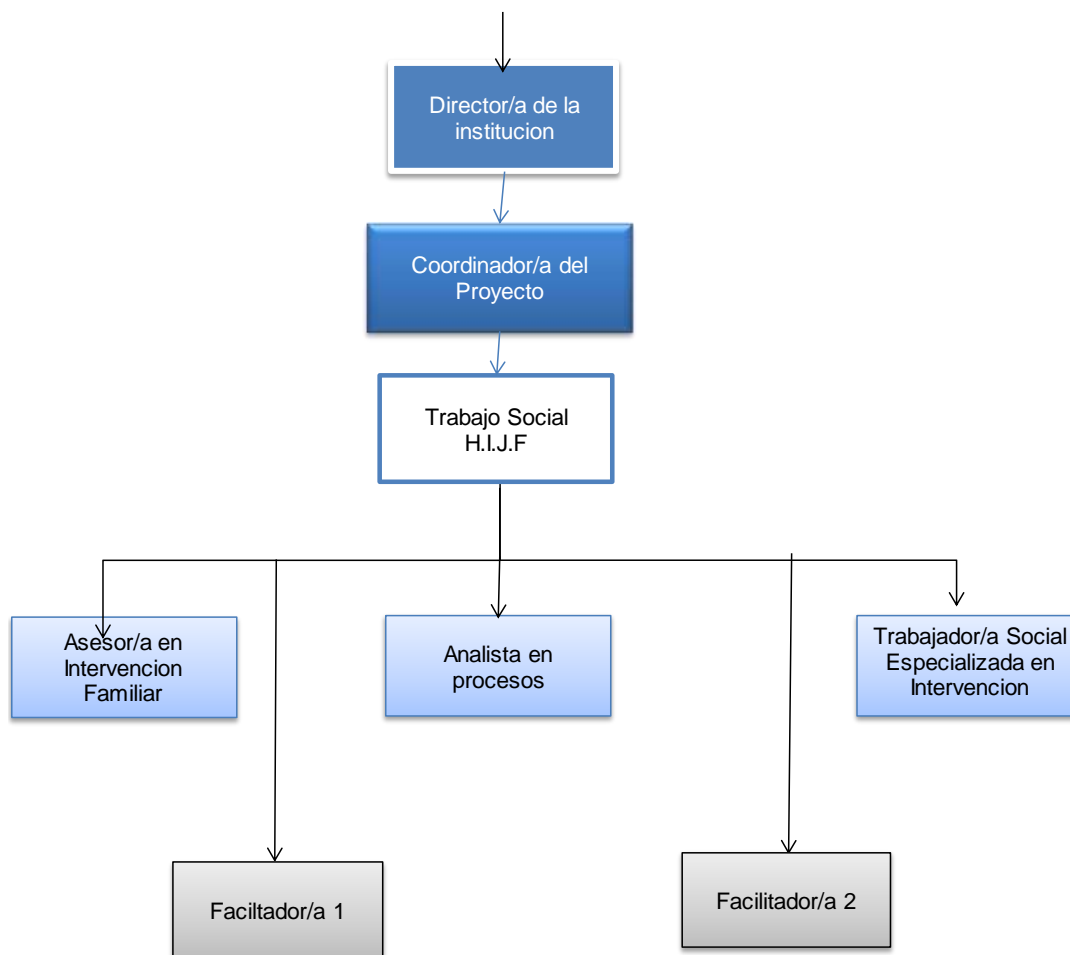 Director/a de la
institucion
Coordinador/a del
Proyecto
Trabajo Social
H.I.J.F
Asesor/a en
Intervencion
Familiar
Analista en
procesos
Trabajador/a Social
Especializada en
Intervencion
Faciltador/a 1
Facilitador/a 2